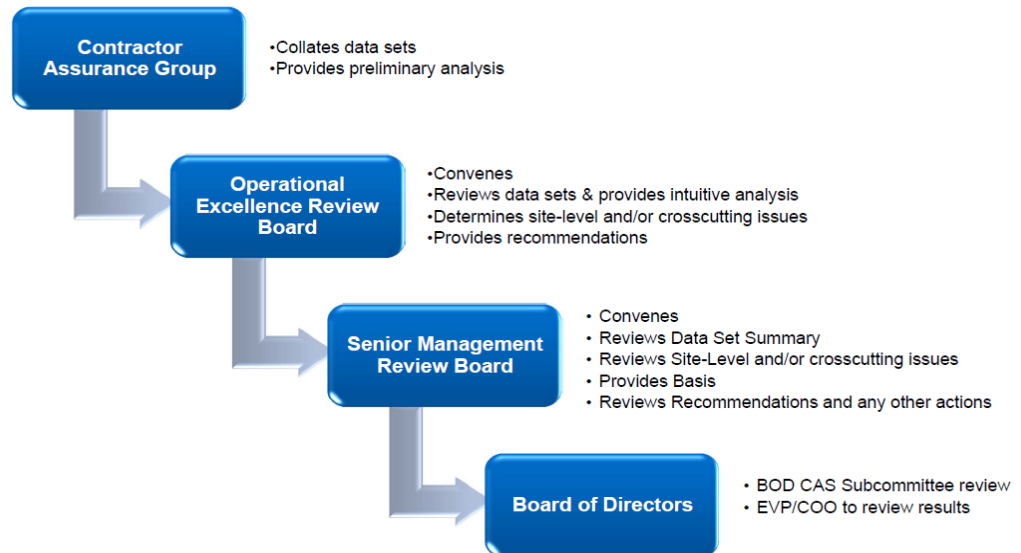 Contractor
Assurance Group
•Collates data sets
•Provides preliminary analysis
Operational
Excellence Review
Board
•Convenes
•Reviews data sets & provides intuitive analysis
•Determines site-level and/or crosscutting issues
•Provides recommendations
Senior Management
Review Board
• Convenes
• Reviews Data Set Summary
• Reviews Site-Level and/or crosscutting issues
• Provides Basis
• Reviews Recommendations and any other actions
Board of Directors
• BOD CAS Subcommittee review
• EVP/COO to review results